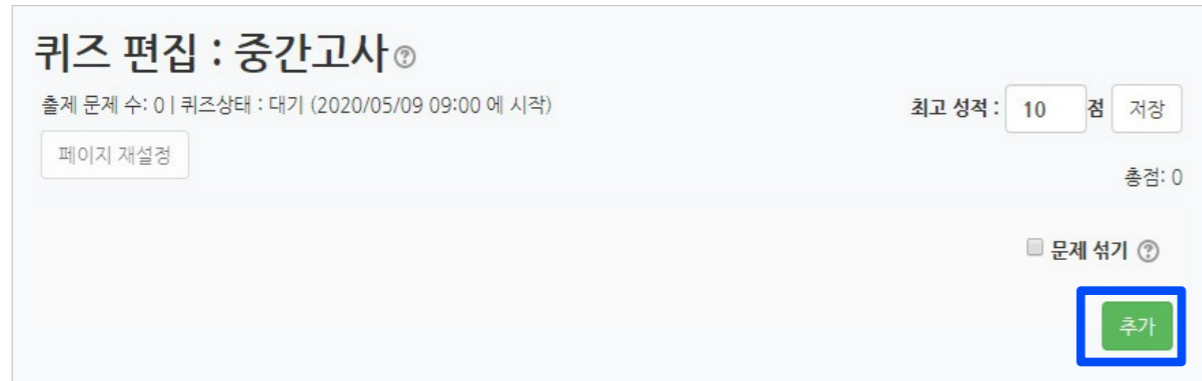 퀴즈 편집 : 중간고사 ?
출제 문제 수: 0 | 퀴즈상태 : 대기 (2020/05/09 09:00 에 시작)
최고 성적 : 10 점 저장
페이지 재설정
총점: 0
문제 섞기 ?
추가